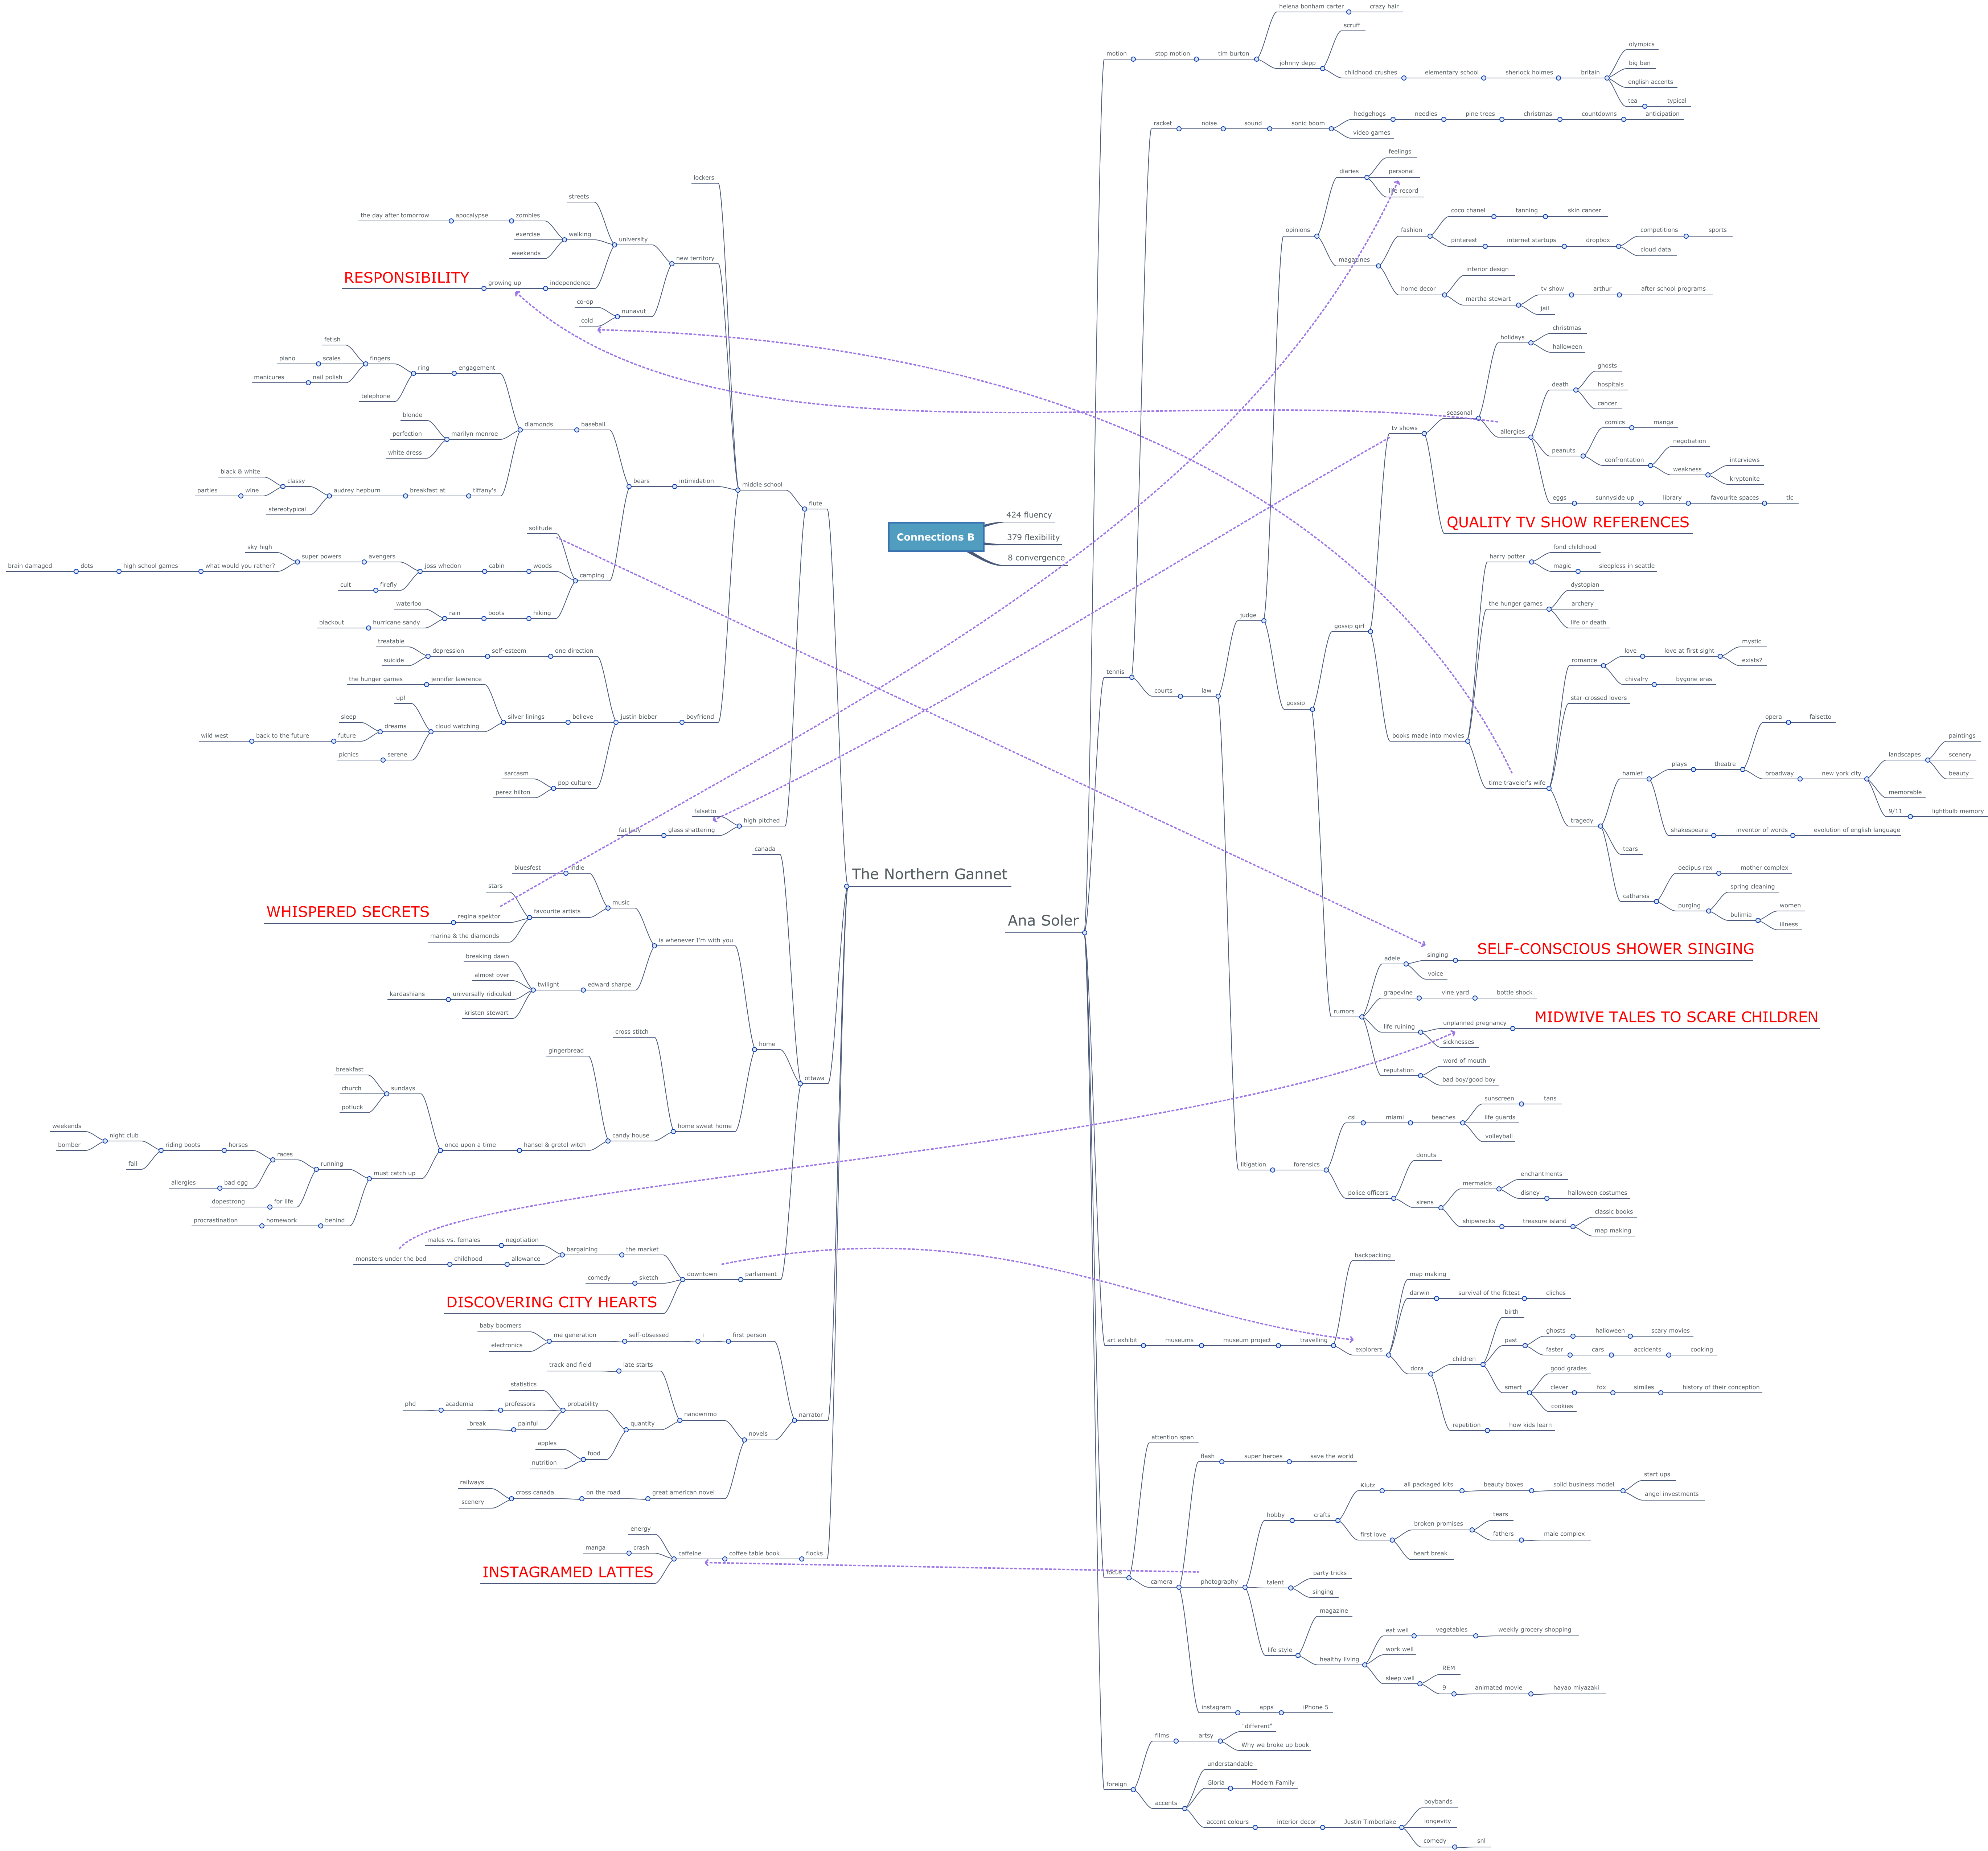 Connections B
424 fluency
379 flexibility
8 convergence
The Northern Gannet
flute
middle school
lockers
new territory
university
streets
walking
zombies
apocalypse
the day after tomorrow
exercise
weekends
independence
growing up
RESPONSIBILITY
nunavut
co-op
cold
intimidation
bears
baseball
diamonds
engagement
ring
fingers
fetish
scales
piano
nail polish
manicures
telephone
marilyn monroe
blonde
perfection
white dress
tiffany's
breakfast at
audrey hepburn
classy
black & white
wine
parties
stereotypical
camping
solitude
woods
cabin
joss whedon
avengers
super powers
sky high
what would you rather?
high school games
dots
brain damaged
firefly
cult
hiking
boots
rain
waterloo
hurricane sandy
blackout
boyfriend
justin bieber
one direction
self-esteem
depression
treatable
suicide
believe
silver linings
jennifer lawrence
the hunger games
cloud watching
up!
dreams
sleep
future
back to the future
wild west
serene
picnics
pop culture
sarcasm
perez hilton
high pitched
falsetto
glass shattering
fat lady
ottawa
canada
home
is whenever I'm with you
music
indie
bluesfest
favourite artists
stars
regina spektor
WHISPERED SECRETS
marina & the diamonds
edward sharpe
twilight
breaking dawn
almost over
universally ridiculed
kardashians
kristen stewart
home sweet home
cross stitch
candy house
gingerbread
hansel & gretel witch
once upon a time
sundays
breakfast
church
potluck
must catch up
running
races
horses
riding boots
night club
weekends
bomber
fall
bad egg
allergies
for life
dopestrong
behind
homework
procrastination
parliament
downtown
the market
bargaining
negotiation
males vs. females
allowance
childhood
monsters under the bed
sketch
comedy
DISCOVERING CITY HEARTS
narrator
first person
i
self-obsessed
me generation
baby boomers
electronics
novels
nanowrimo
late starts
track and field
quantity
probability
statistics
professors
academia
phd
painful
break
food
apples
nutrition
great american novel
on the road
cross canada
railways
scenery
flocks
coffee table book
caffeine
energy
crash
manga
INSTAGRAMED LATTES
Ana Soler
motion
stop motion
tim burton
helena bonham carter
crazy hair
johnny depp
scruff
childhood crushes
elementary school
sherlock holmes
britain
olympics
big ben
english accents
tea
typical
tennis
racket
noise
sound
sonic boom
hedgehogs
needles
pine trees
christmas
countdowns
anticipation
video games
courts
law
judge
opinions
diaries
feelings
personal
life record
magazines
fashion
coco chanel
tanning
skin cancer
pinterest
internet startups
dropbox
competitions
sports
cloud data
home decor
interior design
martha stewart
tv show
arthur
after school programs
jail
gossip
gossip girl
tv shows
seasonal
holidays
christmas
halloween
allergies
death
ghosts
hospitals
cancer
peanuts
comics
manga
confrontation
negotiation
weakness
interviews
kryptonite
eggs
sunnyside up
library
favourite spaces
tlc
QUALITY TV SHOW REFERENCES
books made into movies
harry potter
fond childhood
magic
sleepless in seattle
the hunger games
dystopian
archery
life or death
time traveler's wife
romance
love
love at first sight
mystic
exists?
chivalry
bygone eras
star-crossed lovers
tragedy
hamlet
plays
theatre
opera
falsetto
broadway
new york city
landscapes
paintings
scenery
beauty
memorable
9/11
lightbulb memory
shakespeare
inventor of words
evolution of english language
tears
catharsis
oedipus rex
mother complex
purging
spring cleaning
bulimia
women
illness
rumors
adele
singing
SELF-CONSCIOUS SHOWER SINGING
voice
grapevine
vine yard
bottle shock
life ruining
unplanned pregnancy
MIDWIVE TALES TO SCARE CHILDREN
sicknesses
reputation
word of mouth
bad boy/good boy
litigation
forensics
csi
miami
beaches
sunscreen
tans
life guards
volleyball
police officers
donuts
sirens
mermaids
enchantments
disney
halloween costumes
shipwrecks
treasure island
classic books
map making
art exhibit
museums
museum project
travelling
backpacking
explorers
map making
darwin
survival of the fittest
cliches
dora
children
birth
past
ghosts
halloween
scary movies
faster
cars
accidents
cooking
smart
good grades
clever
fox
similes
history of their conception
cookies
repetition
how kids learn
focus
attention span
camera
flash
super heroes
save the world
photography
hobby
crafts
Klutz
all packaged kits
beauty boxes
solid business model
start ups
angel investments
first love
broken promises
tears
fathers
male complex
heart break
talent
party tricks
singing
life style
magazine
healthy living
eat well
vegetables
weekly grocery shopping
work well
sleep well
REM
9
animated movie
hayao miyazaki
instagram
apps
iPhone 5
foreign
films
artsy
"different"
Why we broke up book
accents
understandable
Gloria
Modern Family
accent colours
interior decor
Justin Timberlake
boybands
longevity
comedy
snl